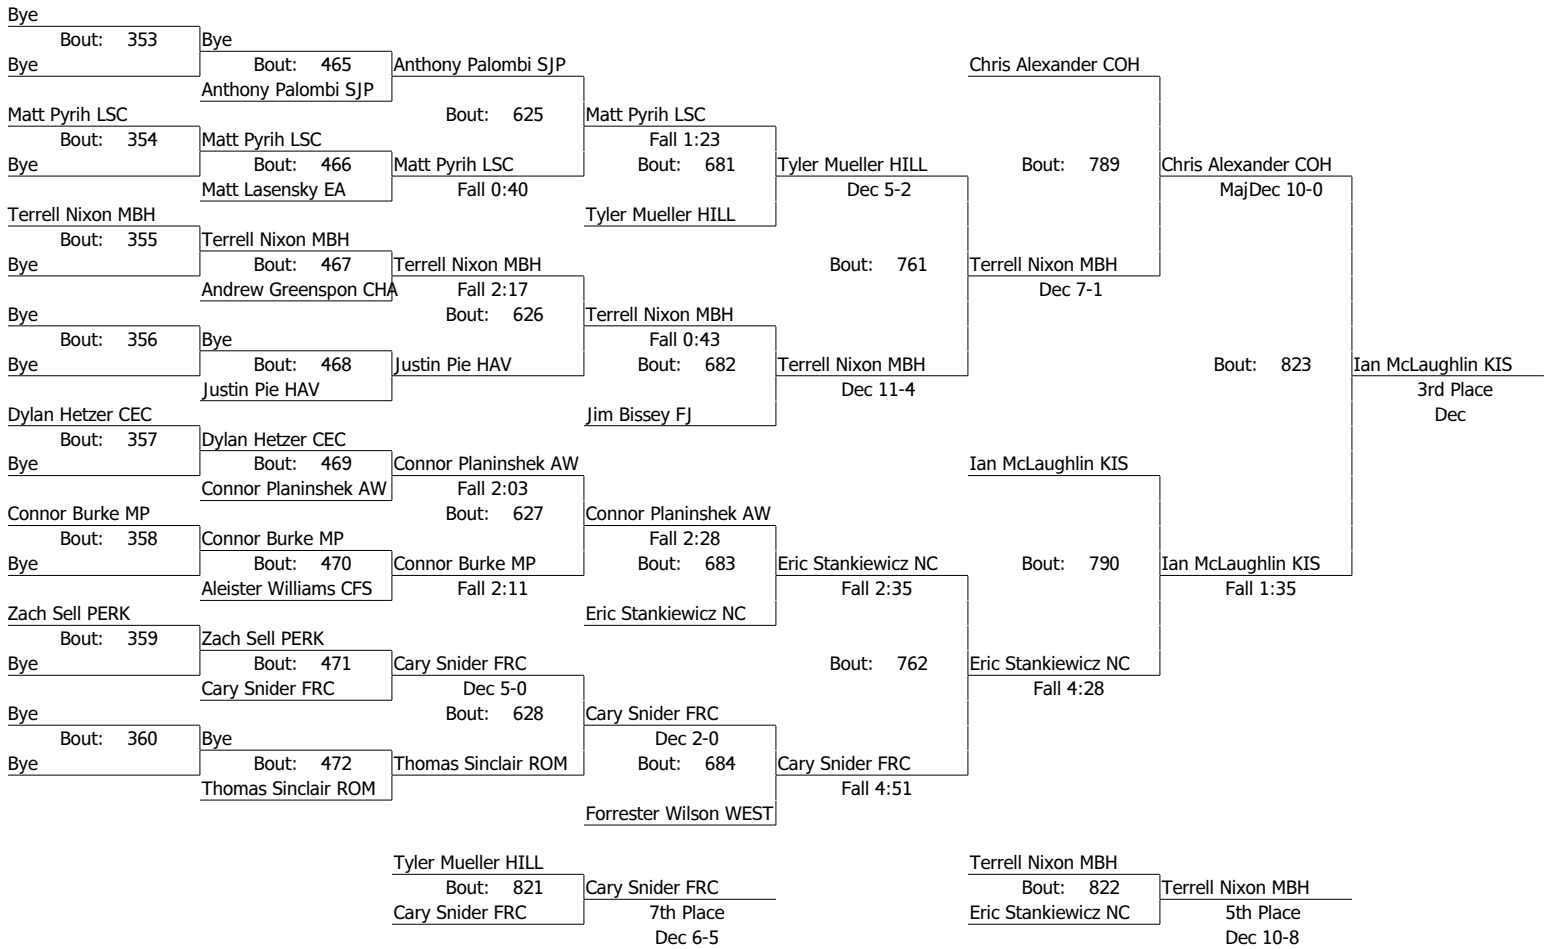 Bye
Bout: 353 Bye
Bye Bout: 465 Anthony Palombi SJP Chris Alexander COH
Anthony Palombi SJP
Matt Pyrih LSC Bout: 625 Matt Pyrih LSC
Bout: 354 Matt Pyrih LSC Fall 1:23
Bye Bout: 466 Matt Pyrih LSC Bout: 681 Tyler Mueller HILL Bout: 789 Chris Alexander COH
Matt Lasensky EA Fall 0:40 Dec 5-2 MajDec 10-0
Terrell Nixon MBH Tyler Mueller HILL
Bout: 355 Terrell Nixon MBH
Bye Bout: 467 Terrell Nixon MBH Bout: 761 Terrell Nixon MBH
Andrew Greenspon CHA Fall 2:17 Dec 7-1
Bye Bout: 626 Terrell Nixon MBH
Bout: 356 Bye Fall 0:43
Bye Bout: 468 Justin Pie HAV Bout: 682 Terrell Nixon MBH Bout: 823 Ian McLaughlin KIS
Justin Pie HAV Dec 11-4 3rd Place
Dylan Hetzer CEC Jim Bissey FJ Dec
Bout: 357 Dylan Hetzer CEC
Bye Bout: 469 Connor Planinshek AW Ian McLaughlin KIS
Connor Planinshek AW Fall 2:03
Connor Burke MP Bout: 627 Connor Planinshek AW
Bout: 358 Connor Burke MP Fall 2:28
Bye Bout: 470 Connor Burke MP Bout: 683 Eric Stankiewicz NC Bout: 790 Ian McLaughlin KIS
Aleister Williams CFS Fall 2:11 Fall 2:35 Fall 1:35
Zach Sell PERK Eric Stankiewicz NC
Bout: 359 Zach Sell PERK
Bye Bout: 471 Cary Snider FRC Bout: 762 Eric Stankiewicz NC
Cary Snider FRC Dec 5-0 Fall 4:28
Bye Bout: 628 Cary Snider FRC
Bout: 360 Bye Dec 2-0
Bye Bout: 472 Thomas Sinclair ROM Bout: 684 Cary Snider FRC
Thomas Sinclair ROM Fall 4:51
Forrester Wilson WEST
Tyler Mueller HILL Terrell Nixon MBH
Bout: 821 Cary Snider FRC Bout: 822 Terrell Nixon MBH
Cary Snider FRC 7th Place Eric Stankiewicz NC 5th Place
Dec 6-5 Dec 10-8